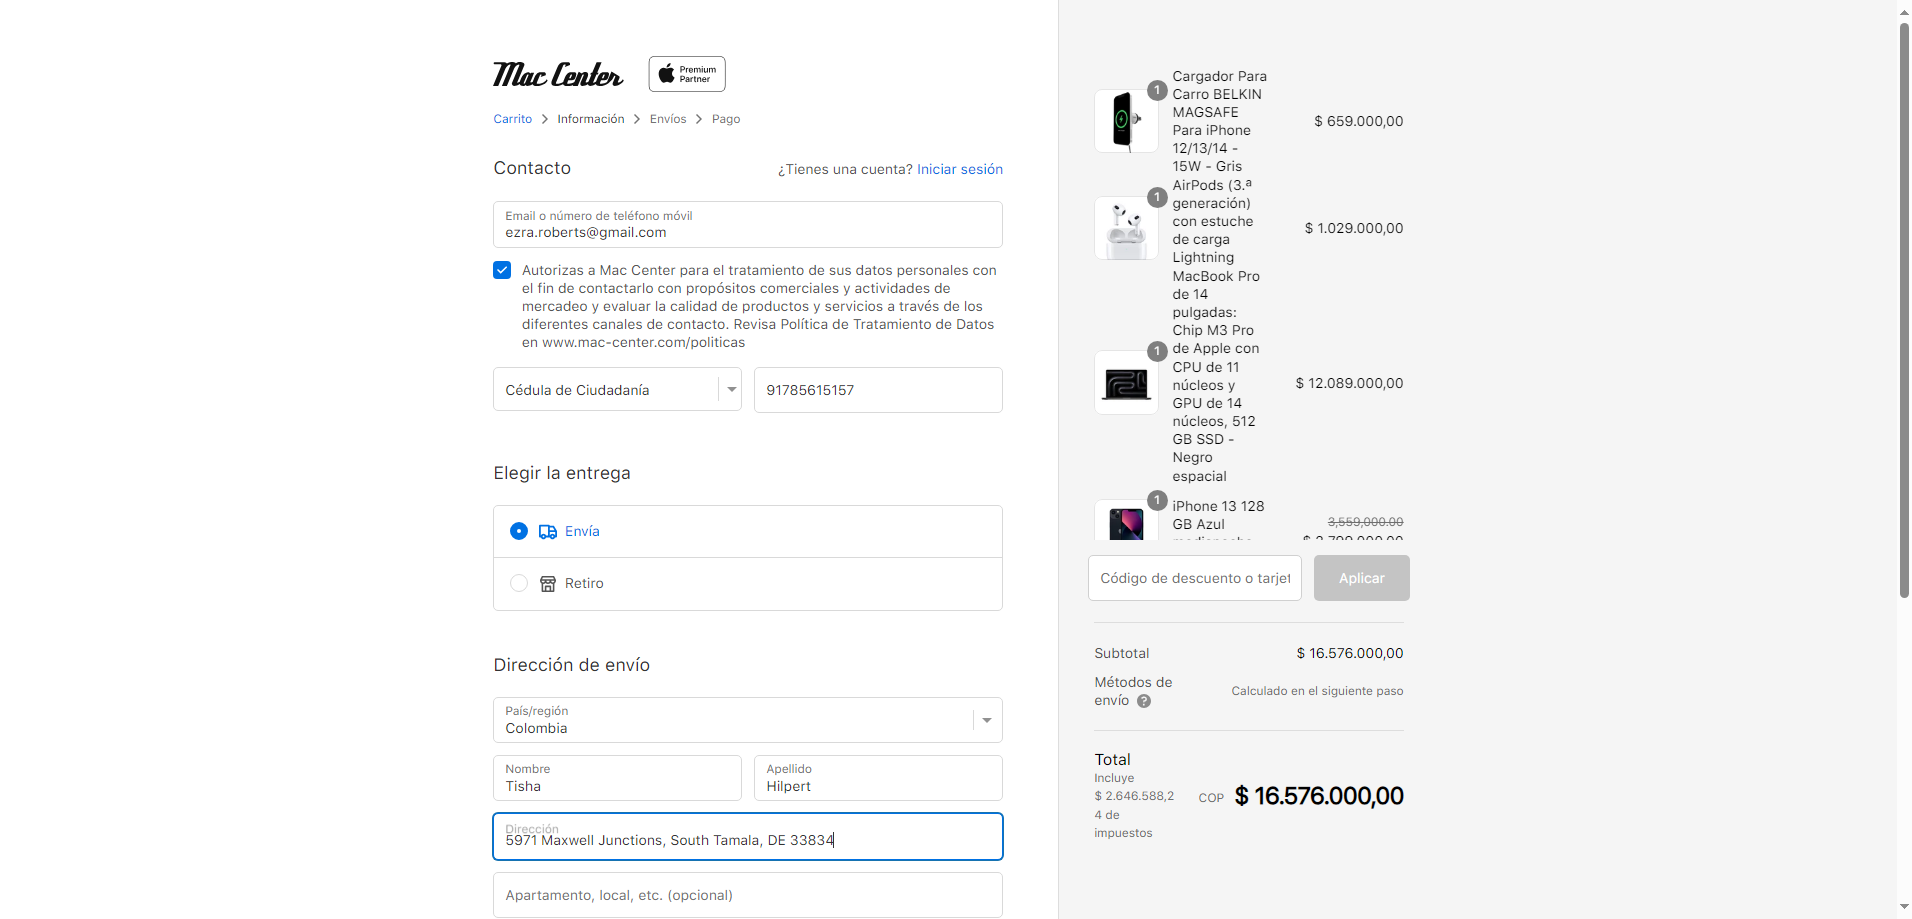 Mac Center
Premium
Partner
Carrito > Información > Envíos > Pago
Contacto
¿Tienes una cuenta? Iniciar sesión
Email o número de teléfono móvil
ezra.roberts@gmail.com
Autorizas a Mac Center para el tratamiento de sus datos personales con
el fin de contactarlo con propósitos comerciales y actividades de
mercadeo y evaluar la calidad de productos y servicios a través de los
diferentes canales de contacto. Revisa Política de Tratamiento de Datos
en www.mac-center.com/politicas
Cédula de Ciudadanía
91785615157
Elegir la entrega
Envía
Retiro
Dirección de envío
País/región
Colombia
Nombre
Tisha
Apellido
Hilpert
Dirección
5971 Maxwell Junctions, South Tamala, DE 33834
Apartamento, local, etc. (opcional)
1
Cargador Para
Carro BELKIN
MAGSAFE
Para iPhone
12/13/14 -
15W - Gris
$ 659.000,00
1
AirPods (3.ª
generación)
con estuche
de carga
Lightning
$ 1.029.000,00
1
MacBook Pro
de 14
pulgadas:
Chip M3 Pro
de Apple con
CPU de 11
núcleos y
GPU de 14
núcleos, 512
GB SSD -
Negro
espacial
$ 12.089.000,00
1
iPhone 13 128
GB Azul
medianoche
3,559,000.00
$ 2.799.000,00
Código de descuento o tarjet
Aplicar
Subtotal
$ 16.576.000,00
Métodos de
envío ?
Calculado en el siguiente paso
Total
Incluye
$ 2.646.588,2
4 de
impuestos
COP $ 16.576.000,00